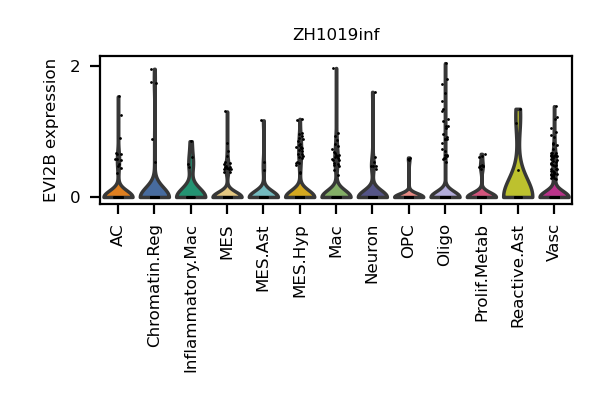 ZH1019inf
EVI2B expression
2
0
AC
Chromatin.Reg
Inflammatory.Mac
MES
MES.Ast
MES.Hyp
Mac
Neuron
OPC
Oligo
Prolif.Metab
Reactive.Ast
Vasc